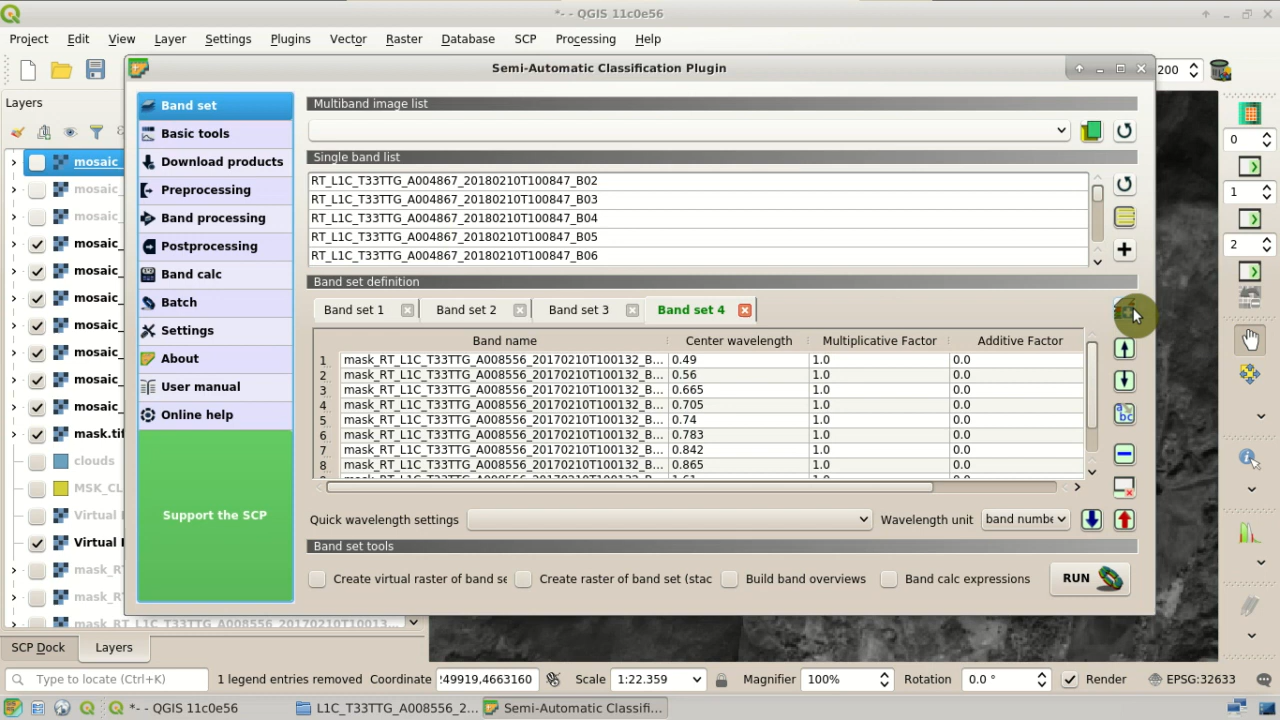 *- - QGIS 11c0e56
Project Edit View Layer Settings Plugins Vector Raster Database SCP Processing Help
Semi-Automatic Classification Plugin
200
Layers
mosaic_
mosaic_
mosaic_
mosaic_
mosaic_
mosaic_
mosaic_
mosaic_
mosaic_
mosaic_
mask.tif
clouds
MSK_CL
Virtual
Virtual
mask_R
mask_R
mask_RT_L1C_T33TTG_A008556_20170210T10013...
SCP Dock Layers
Band set
Basic tools
Download products
Preprocessing
Band processing
Postprocessing
Band calc
Batch
Settings
About
User manual
Online help
Support the SCP
Multiband image list
Single band list
RT_L1C_T33TTG_A004867_20180210T100847_B02
RT_L1C_T33TTG_A004867_20180210T100847_B03
RT_L1C_T33TTG_A004867_20180210T100847_B04
RT_L1C_T33TTG_A004867_20180210T100847_B05
RT_L1C_T33TTG_A004867_20180210T100847_B06
Band set definition
Band set 1 Band set 2 Band set 3 Band set 4
Band name Center wavelength Multiplicative Factor Additive Factor
1 mask_RT_L1C_T33TTG_A008556_20170210T100132_B... 0.49 1.0 0.0
2 mask_RT_L1C_T33TTG_A008556_20170210T100132_B... 0.56 1.0 0.0
3 mask_RT_L1C_T33TTG_A008556_20170210T100132_B... 0.665 1.0 0.0
4 mask_RT_L1C_T33TTG_A008556_20170210T100132_B... 0.705 1.0 0.0
5 mask_RT_L1C_T33TTG_A008556_20170210T100132_B... 0.74 1.0 0.0
6 mask_RT_L1C_T33TTG_A008556_20170210T100132_B... 0.783 1.0 0.0
7 mask_RT_L1C_T33TTG_A008556_20170210T100132_B... 0.842 1.0 0.0
8 mask_RT_L1C_T33TTG_A008556_20170210T100132_B... 0.865 1.0 0.0
Quick wavelength settings Wavelength unit band numbe
Band set tools
Create virtual raster of band se Create raster of band set (stac Build band overviews Band calc expressions RUN
0
1
2
Type to locate (Ctrl+K) 1 legend entries removed Coordinate !49919,4663160 Scale 1:22.359 Magnifier 100% Rotation 0.0 ° Render EPSG:32633
*- - QGIS 11c0e56 L1C_T33TTG_A008556_2... Semi-Automatic Classifi...